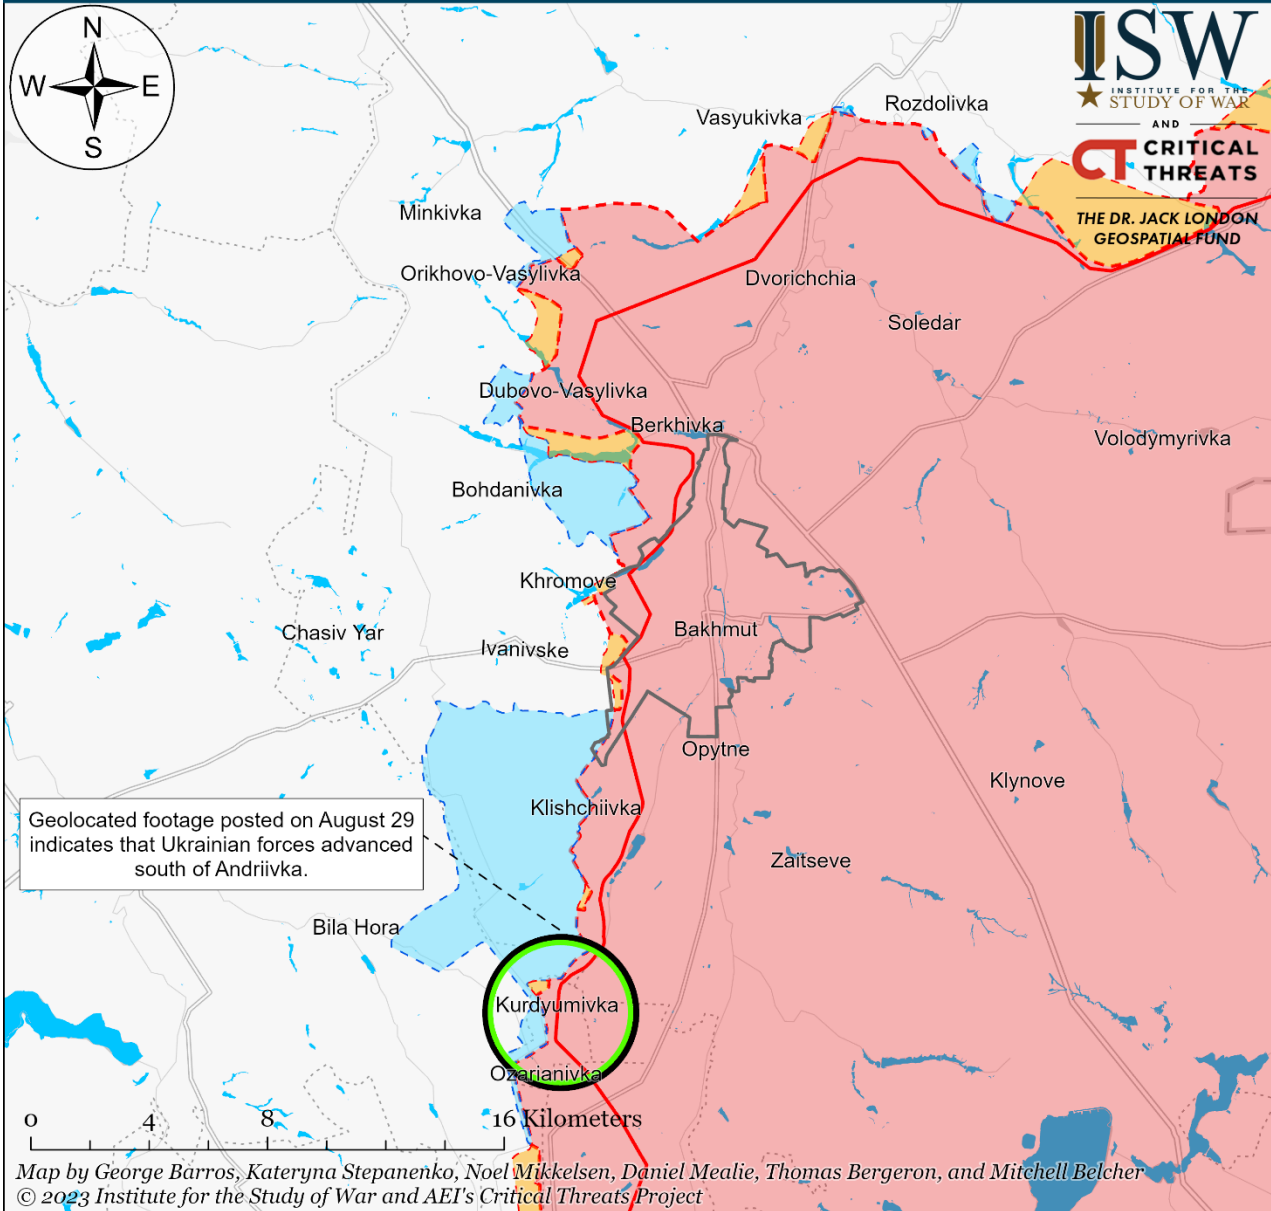 N
W E
S
ISW
INSTITUTE FOR THE
STUDY OF WAR
AND
CT CRITICAL
THREATS
THE DR. JACK LONDON
GEOSPATIAL FUND
Rozdolivka
Vasyukivka
Minkivka
Orikhovo-Vasylivka
Dvorichchia
Soledar
Dubovo-Vasylivka
Berkhivka
Volodymyrivka
Bohdanivka
Khromove
Chasiv Yar
Bakhmut
Ivanivske
Opytne
Klynove
Klishchiivka
Geolocated footage posted on August 29
indicates that Ukrainian forces advanced
south of Andriivka.
Zaitseve
Bila Hora
Kurdyumivka
Ozarianivka
0 4 8 16 Kilometers
Map by George Barros, Kateryna Stepanenko, Noel Mikkelsen, Daniel Mealie, Thomas Bergeron, and Mitchell Belcher
© 2023 Institute for the Study of War and AEI's Critical Threats Project